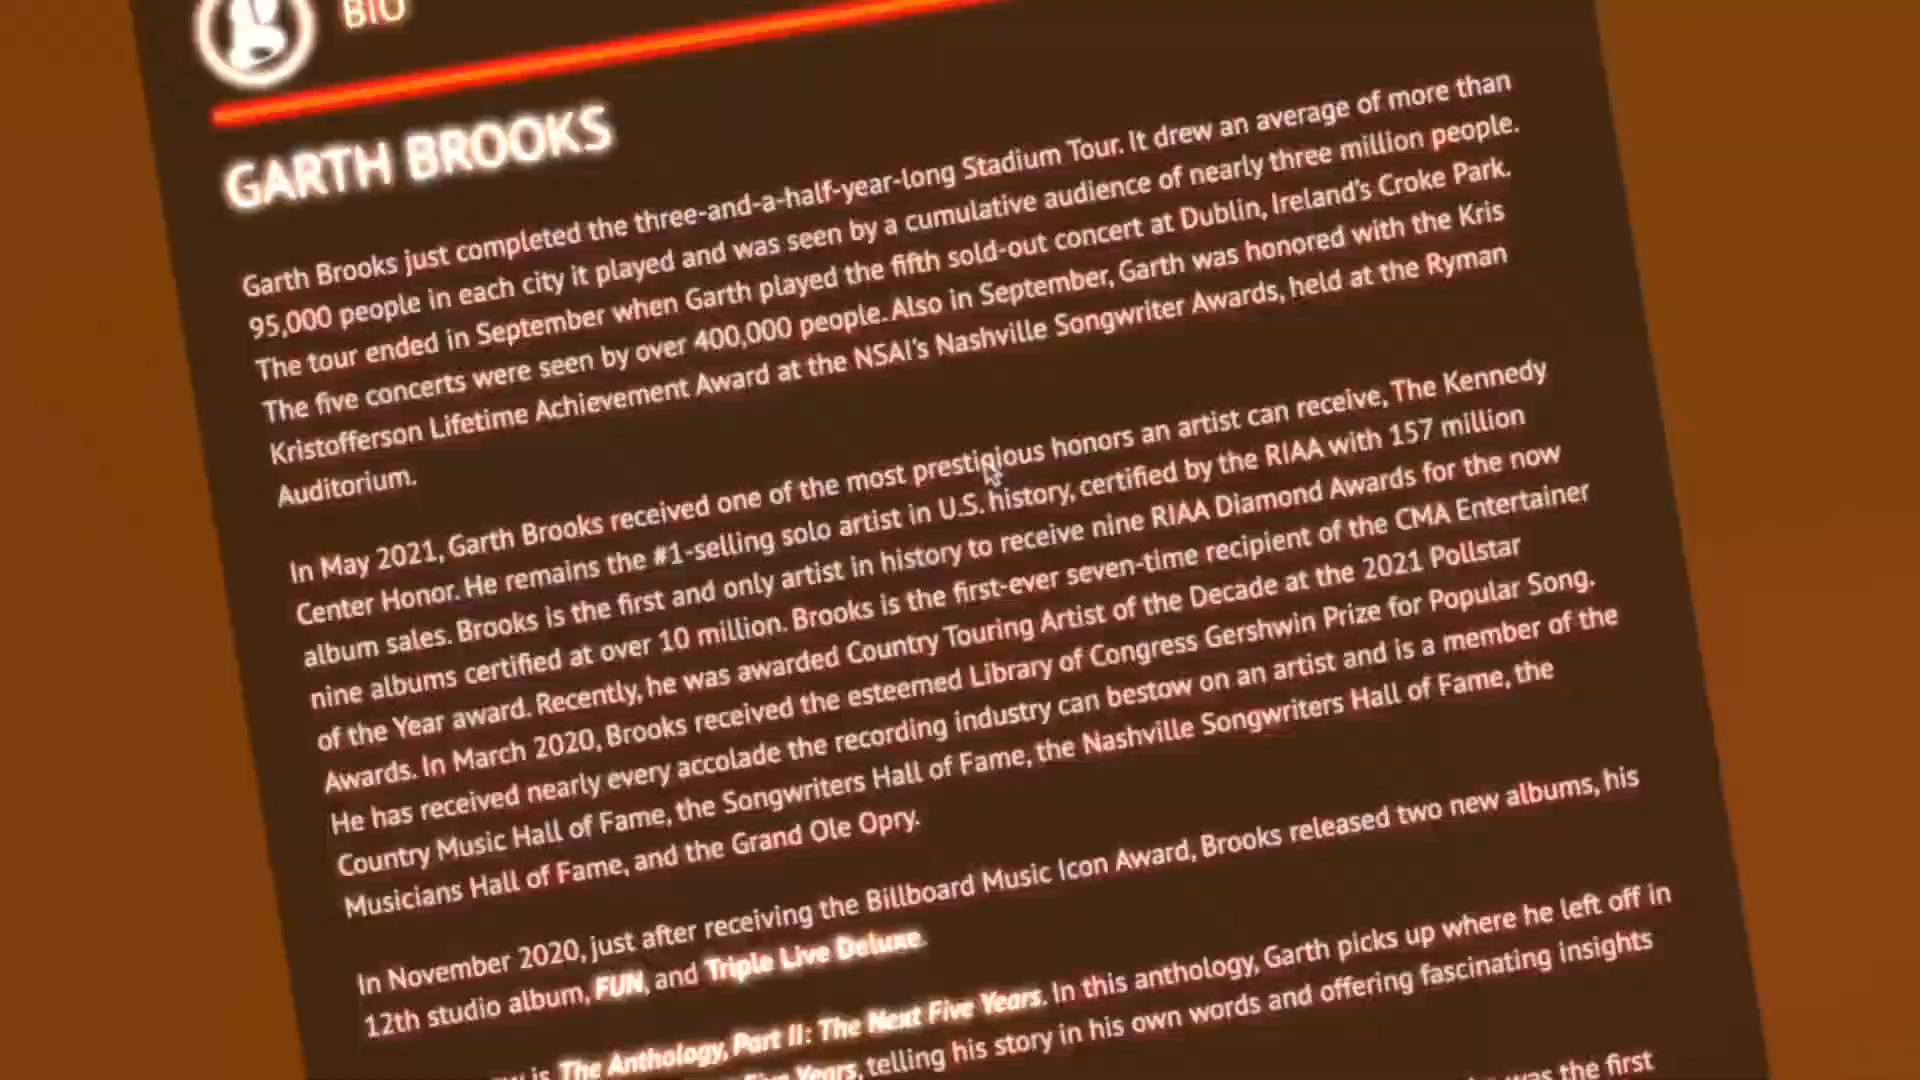 BIO
GARTH BROOKS
Garth Brooks just completed the three-and-a-half-year-long Stadium Tour. It drew an average of more than
95,000 people in each city it played and was seen by a cumulative audience of nearly three million people.
The tour ended in September when Garth played the fifth sold-out concert at Dublin, Ireland's Croke Park.
The five concerts were seen by over 400,000 people. Also in September, Garth was honored with the Kris
Kristofferson Lifetime Achievement Award at the NSAI's Nashville Songwriter Awards, held at the Ryman
Auditorium.
In May 2021, Garth Brooks received one of the most prestigious honors an artist can receive, The Kennedy
Center Honor. He remains the #1-selling solo artist in U.S. history, certified by the RIAA with 157 million
album sales. Brooks is the first and only artist in history to receive nine RIAA Diamond Awards for the now
nine albums certified at over 10 million. Brooks is the first-ever seven-time recipient of the CMA Entertainer
of the Year award. Recently, he was awarded Country Touring Artist of the Decade at the 2021 Pollstar
Awards. In March 2020, Brooks received the esteemed Library of Congress Gershwin Prize for Popular Song.
He has received nearly every accolade the recording industry can bestow on an artist and is a member of the
Country Music Hall of Fame, the Songwriters Hall of Fame, the Nashville Songwriters Hall of Fame, the
Musicians Hall of Fame, and the Grand Ole Opry.
In November 2020, just after receiving the Billboard Music Icon Award, Brooks released two new albums, his
12th studio album, FUN, and Triple Live Deluxe.
is The Anthology, Part II: The Next Five Years. In this anthology, Garth picks up where he left off in
Five Years, telling his story in his own words and offering fascinating insights
was the first